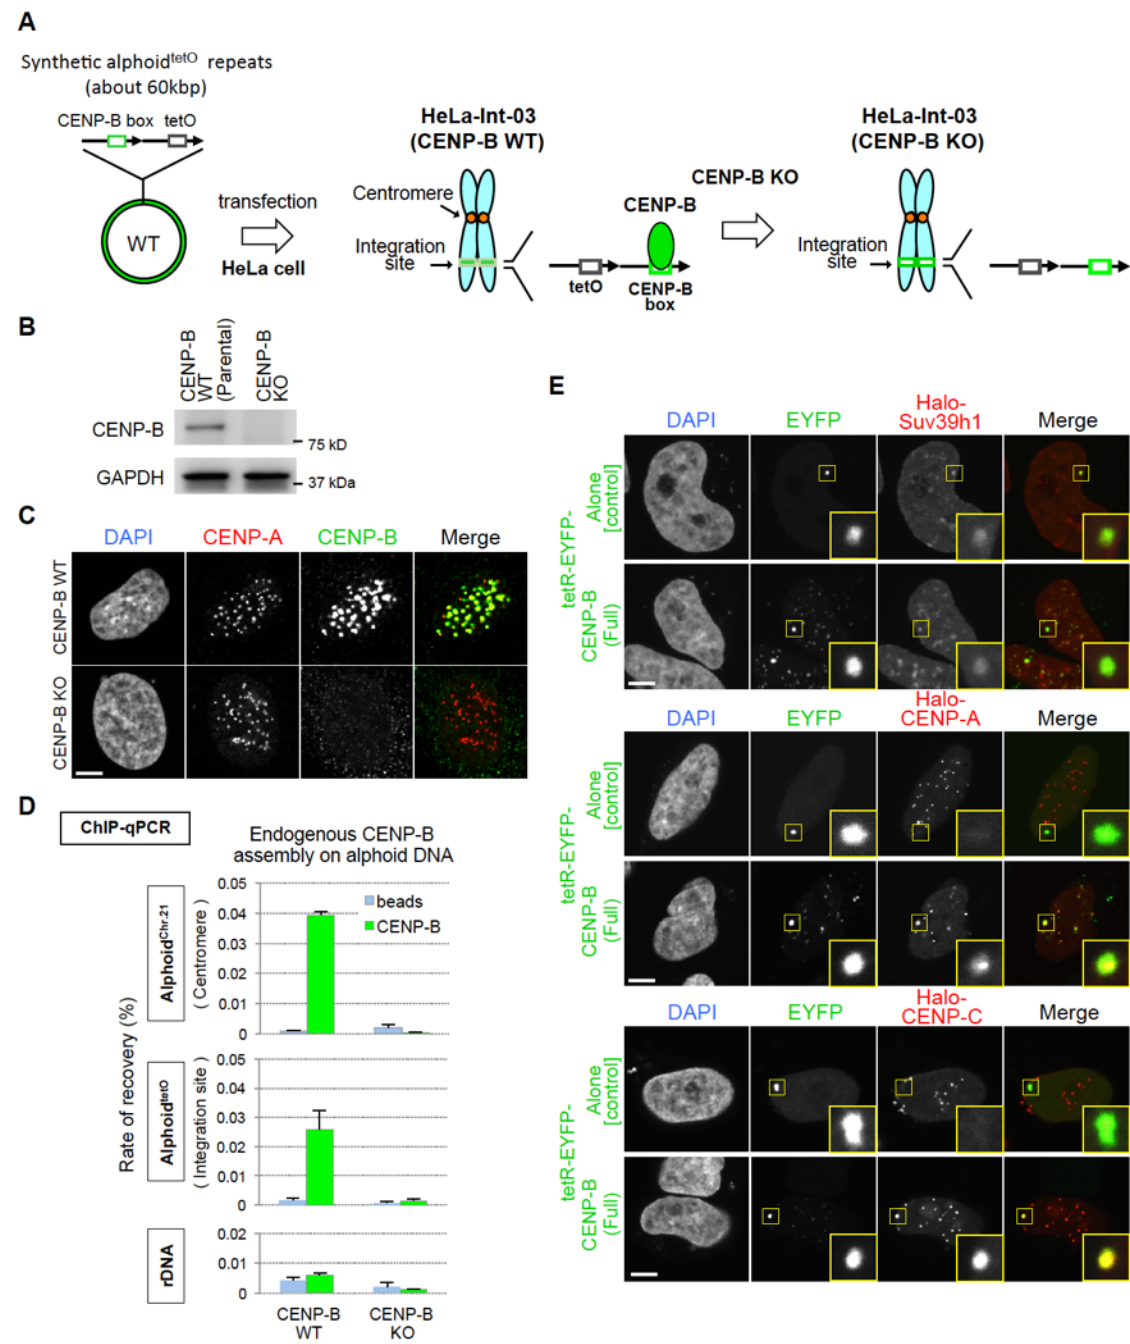 A
Synthetic alphoidtetO repeats
(about 60kbp)
CENP-B box tetO
WT
transfection
HeLa cell
HeLa-Int-03
(CENP-B WT)
Centromere
Integration
site
tetO
CENP-B
CENP-B
box
CENP-B KO
HeLa-Int-03
(CENP-B KO)
Integration
site
B
CENP-B
WT
(Parental)
CENP-B
KO
CENP-B
75 kD
GAPDH
37 kDa
C
DAPI CENP-A CENP-B Merge
CENP-B WT
CENP-B KO
D
ChIP-qPCR
Endogenous CENP-B
assembly on alphoid DNA
Rate of recovery (%)
AlphoidChr.21
( Centromere )
0.05
0.04
0.03
0.02
0.01
0
beads
CENP-B
AlphoidtetO
( Integration site )
0.05
0.04
0.03
0.02
0.01
0
rDNA
0.02
0.01
0
CENP-B
WT
CENP-B
KO
E
DAPI EYFP Halo-
Suv39h1 Merge
tetR-EYFP-
Alone
[control]
CENP-B
(Full)
DAPI EYFP Halo-
CENP-A Merge
tetR-EYFP-
Alone
[control]
CENP-B
(Full)
DAPI EYFP Halo-
CENP-C Merge
tetR-EYFP-
Alone
[control]
CENP-B
(Full)